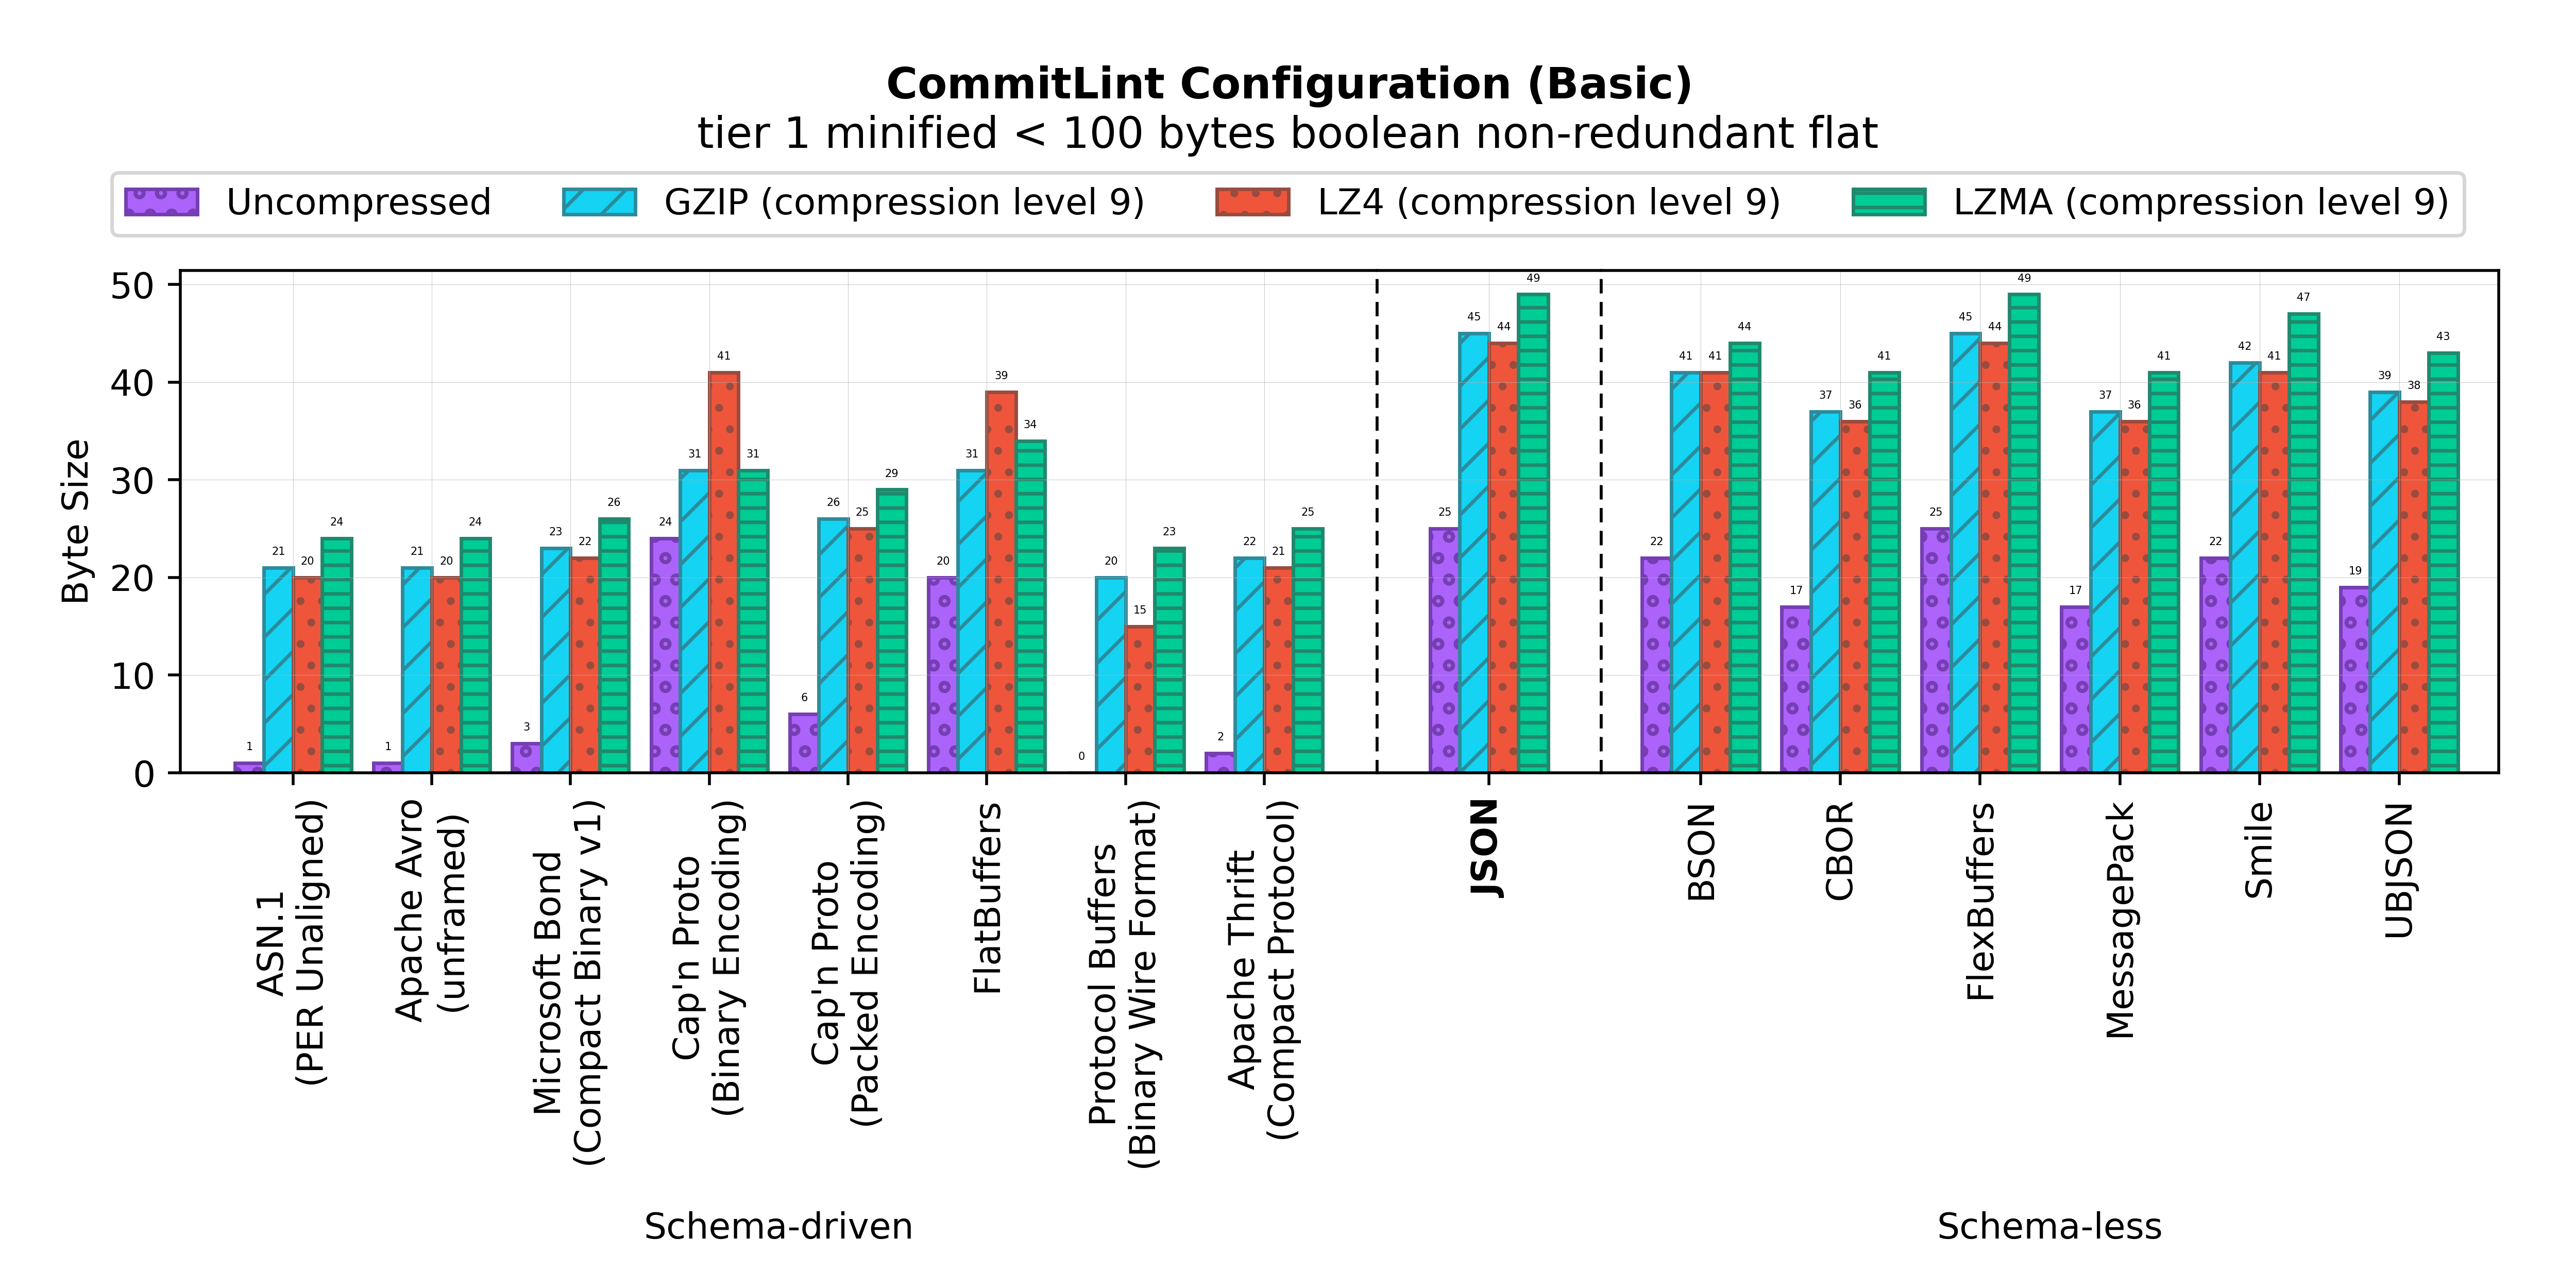 CommitLint Configuration (Basic)
tier 1 minified < 100 bytes boolean non-redundant flat
Uncompressed
GZIP (compression level 9)
LZ4 (compression level 9)
LZMA (compression level 9)
Byte Size
50
40
30
20
10
0
1 21 20 24
1 21 20 24
3 23 22 26
24 31 41 31
6 26 25 29
20 31 39 34
0 20 15 23
2 22 21 25
25 45 44 49
22 41 41 44
17 37 36 41
25 45 44 49
17 37 36 41
22 42 41 47
19 39 38 43
ASN.1
(PER Unaligned)
Apache Avro
(unframed)
Microsoft Bond
(Compact Binary v1)
Cap'n Proto
(Binary Encoding)
Cap'n Proto
(Packed Encoding)
FlatBuffers
Protocol Buffers
(Binary Wire Format)
Apache Thrift
(Compact Protocol)
JSON
BSON
CBOR
FlexBuffers
MessagePack
Smile
UBJSON
Schema-driven
Schema-less